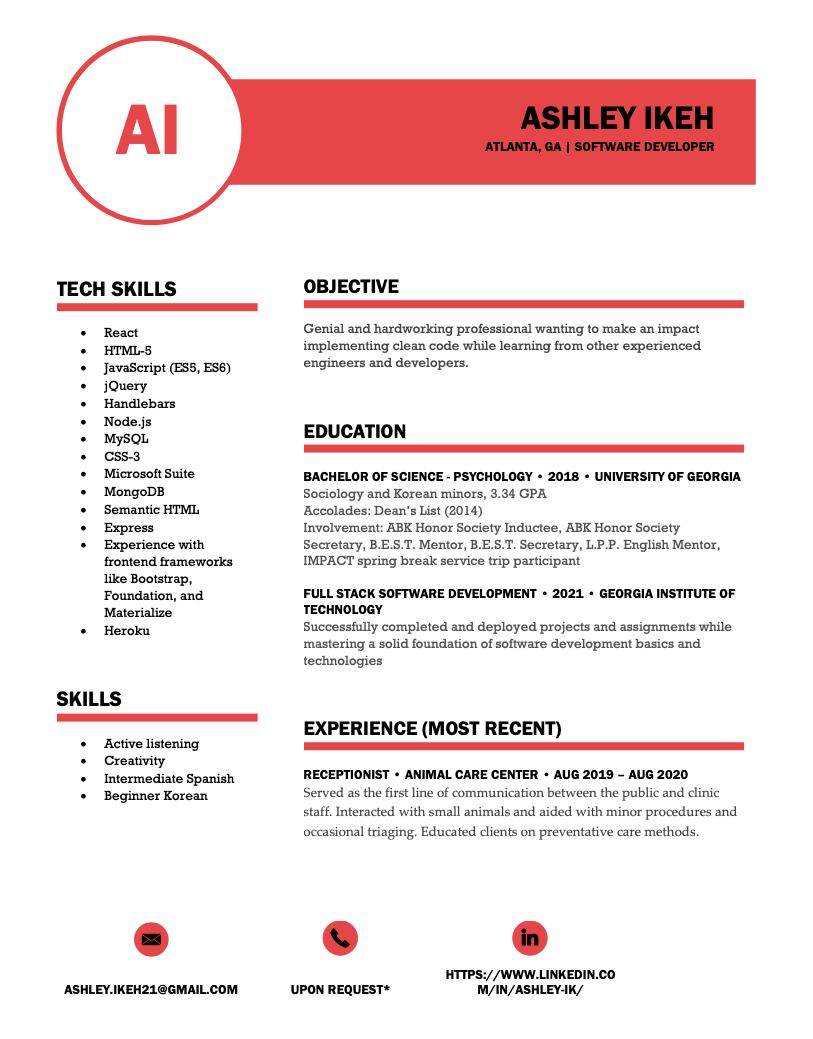 AI
ASHLEY IKEH
ATLANTA, GA | SOFTWARE DEVELOPER
TECH SKILLS
• React
• HTML-5
• JavaScript (ES5, ES6)
• jQuery
• Handlebars
• Node.js
• MySQL
• CSS-3
• Microsoft Suite
• MongoDB
• Semantic HTML
• Express
• Experience with
frontend frameworks
like Bootstrap,
Foundation, and
Materialize
• Heroku
SKILLS
• Active listening
• Creativity
• Intermediate Spanish
• Beginner Korean
OBJECTIVE
Genial and hardworking professional wanting to make an impact
implementing clean code while learning from other experienced
engineers and developers.
EDUCATION
BACHELOR OF SCIENCE - PSYCHOLOGY • 2018 • UNIVERSITY OF GEORGIA
Sociology and Korean minors, 3.34 GPA
Accolades: Dean’s List (2014)
Involvement: ABK Honor Society Inductee, ABK Honor Society
Secretary, B.E.S.T. Mentor, B.E.S.T. Secretary, L.P.P. English Mentor,
IMPACT spring break service trip participant
FULL STACK SOFTWARE DEVELOPMENT • 2021 • GEORGIA INSTITUTE OF
TECHNOLOGY
Successfully completed and deployed projects and assignments while
mastering a solid foundation of software development basics and
technologies
EXPERIENCE (MOST RECENT)
RECEPTIONIST • ANIMAL CARE CENTER • AUG 2019 – AUG 2020
Served as the first line of communication between the public and clinic
staff. Interacted with small animals and aided with minor procedures and
occasional triaging. Educated clients on preventative care methods.
in
ASHLEY.IKEH21@GMAIL.COM
UPON REQUEST*
HTTPS://WWW.LINKEDIN.CO
M/IN/ASHLEY-IK/